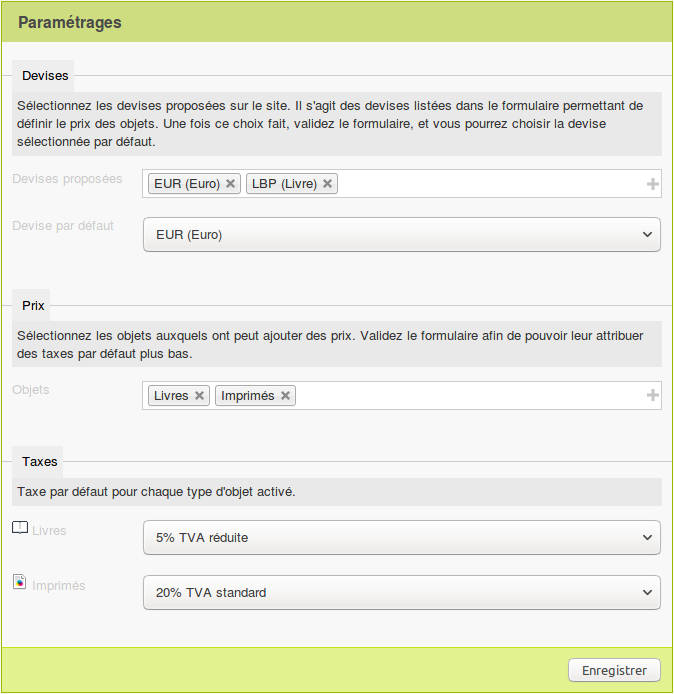 Paramétrages
Devises
Sélectionnez les devises proposées sur le site. Il s'agit des devises listées dans le formulaire permettant de
définir le prix des objets. Une fois ce choix fait, validez le formulaire, et vous pourrez choisir la devise
sélectionnée par défaut.
Devises proposées EUR (Euro) LBP (Livre)
Devise par défaut EUR (Euro)
Prix
Sélectionnez les objets auxquels ont peut ajouter des prix. Validez le formulaire afin de pouvoir leur attribuer
des taxes par défaut plus bas.
Objets Livres Imprimés
Taxes
Taxe par défaut pour chaque type d'objet activé.
Livres 5% TVA réduite
Imprimés 20% TVA standard
Enregistrer